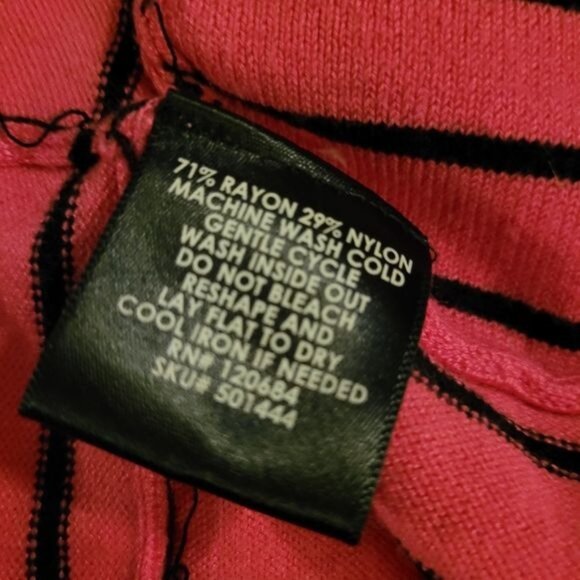 71% RAYON 29% NYLON
MACHINE WASH COLD
GENTLE CYCLE
WASH INSIDE OUT
DO NOT BLEACH
RESHAPE AND
LAY FLAT TO DRY
COOL IRON IF NEEDED
RN# 120684
SKU# 501444